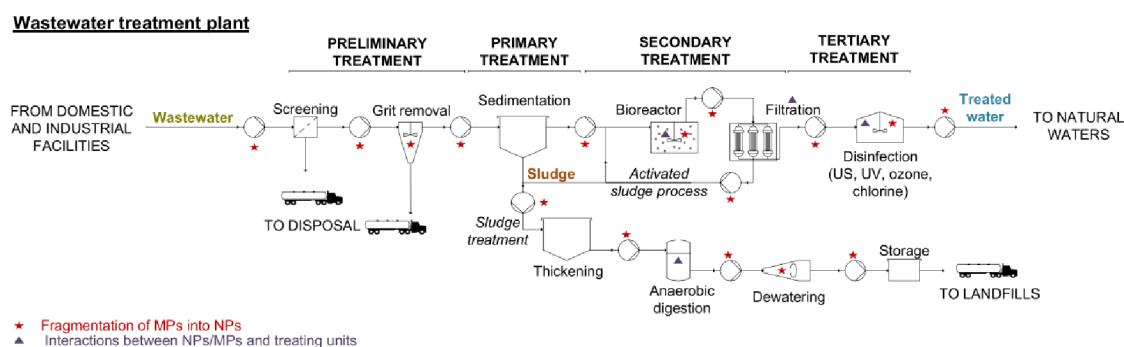 Wastewater treatment plant
PRELIMINARY
TREATMENT
PRIMARY
TREATMENT
SECONDARY
TREATMENT
TERTIARY
TREATMENT
FROM DOMESTIC
AND INDUSTRIAL
FACILITIES
Wastewater
Screening
Grit removal
Sedimentation
Bioreactor
Filtration
Treated
water
TO NATURAL
WATERS
Disinfection
(US, UV, ozone,
chlorine)
Sludge
Activated
sludge process
TO DISPOSAL
Sludge
treatment
Thickening
Anaerobic
digestion
Dewatering
Storage
TO LANDFILLS
Fragmentation of MPs into NPs
Interactions between NPs/MPs and treating units